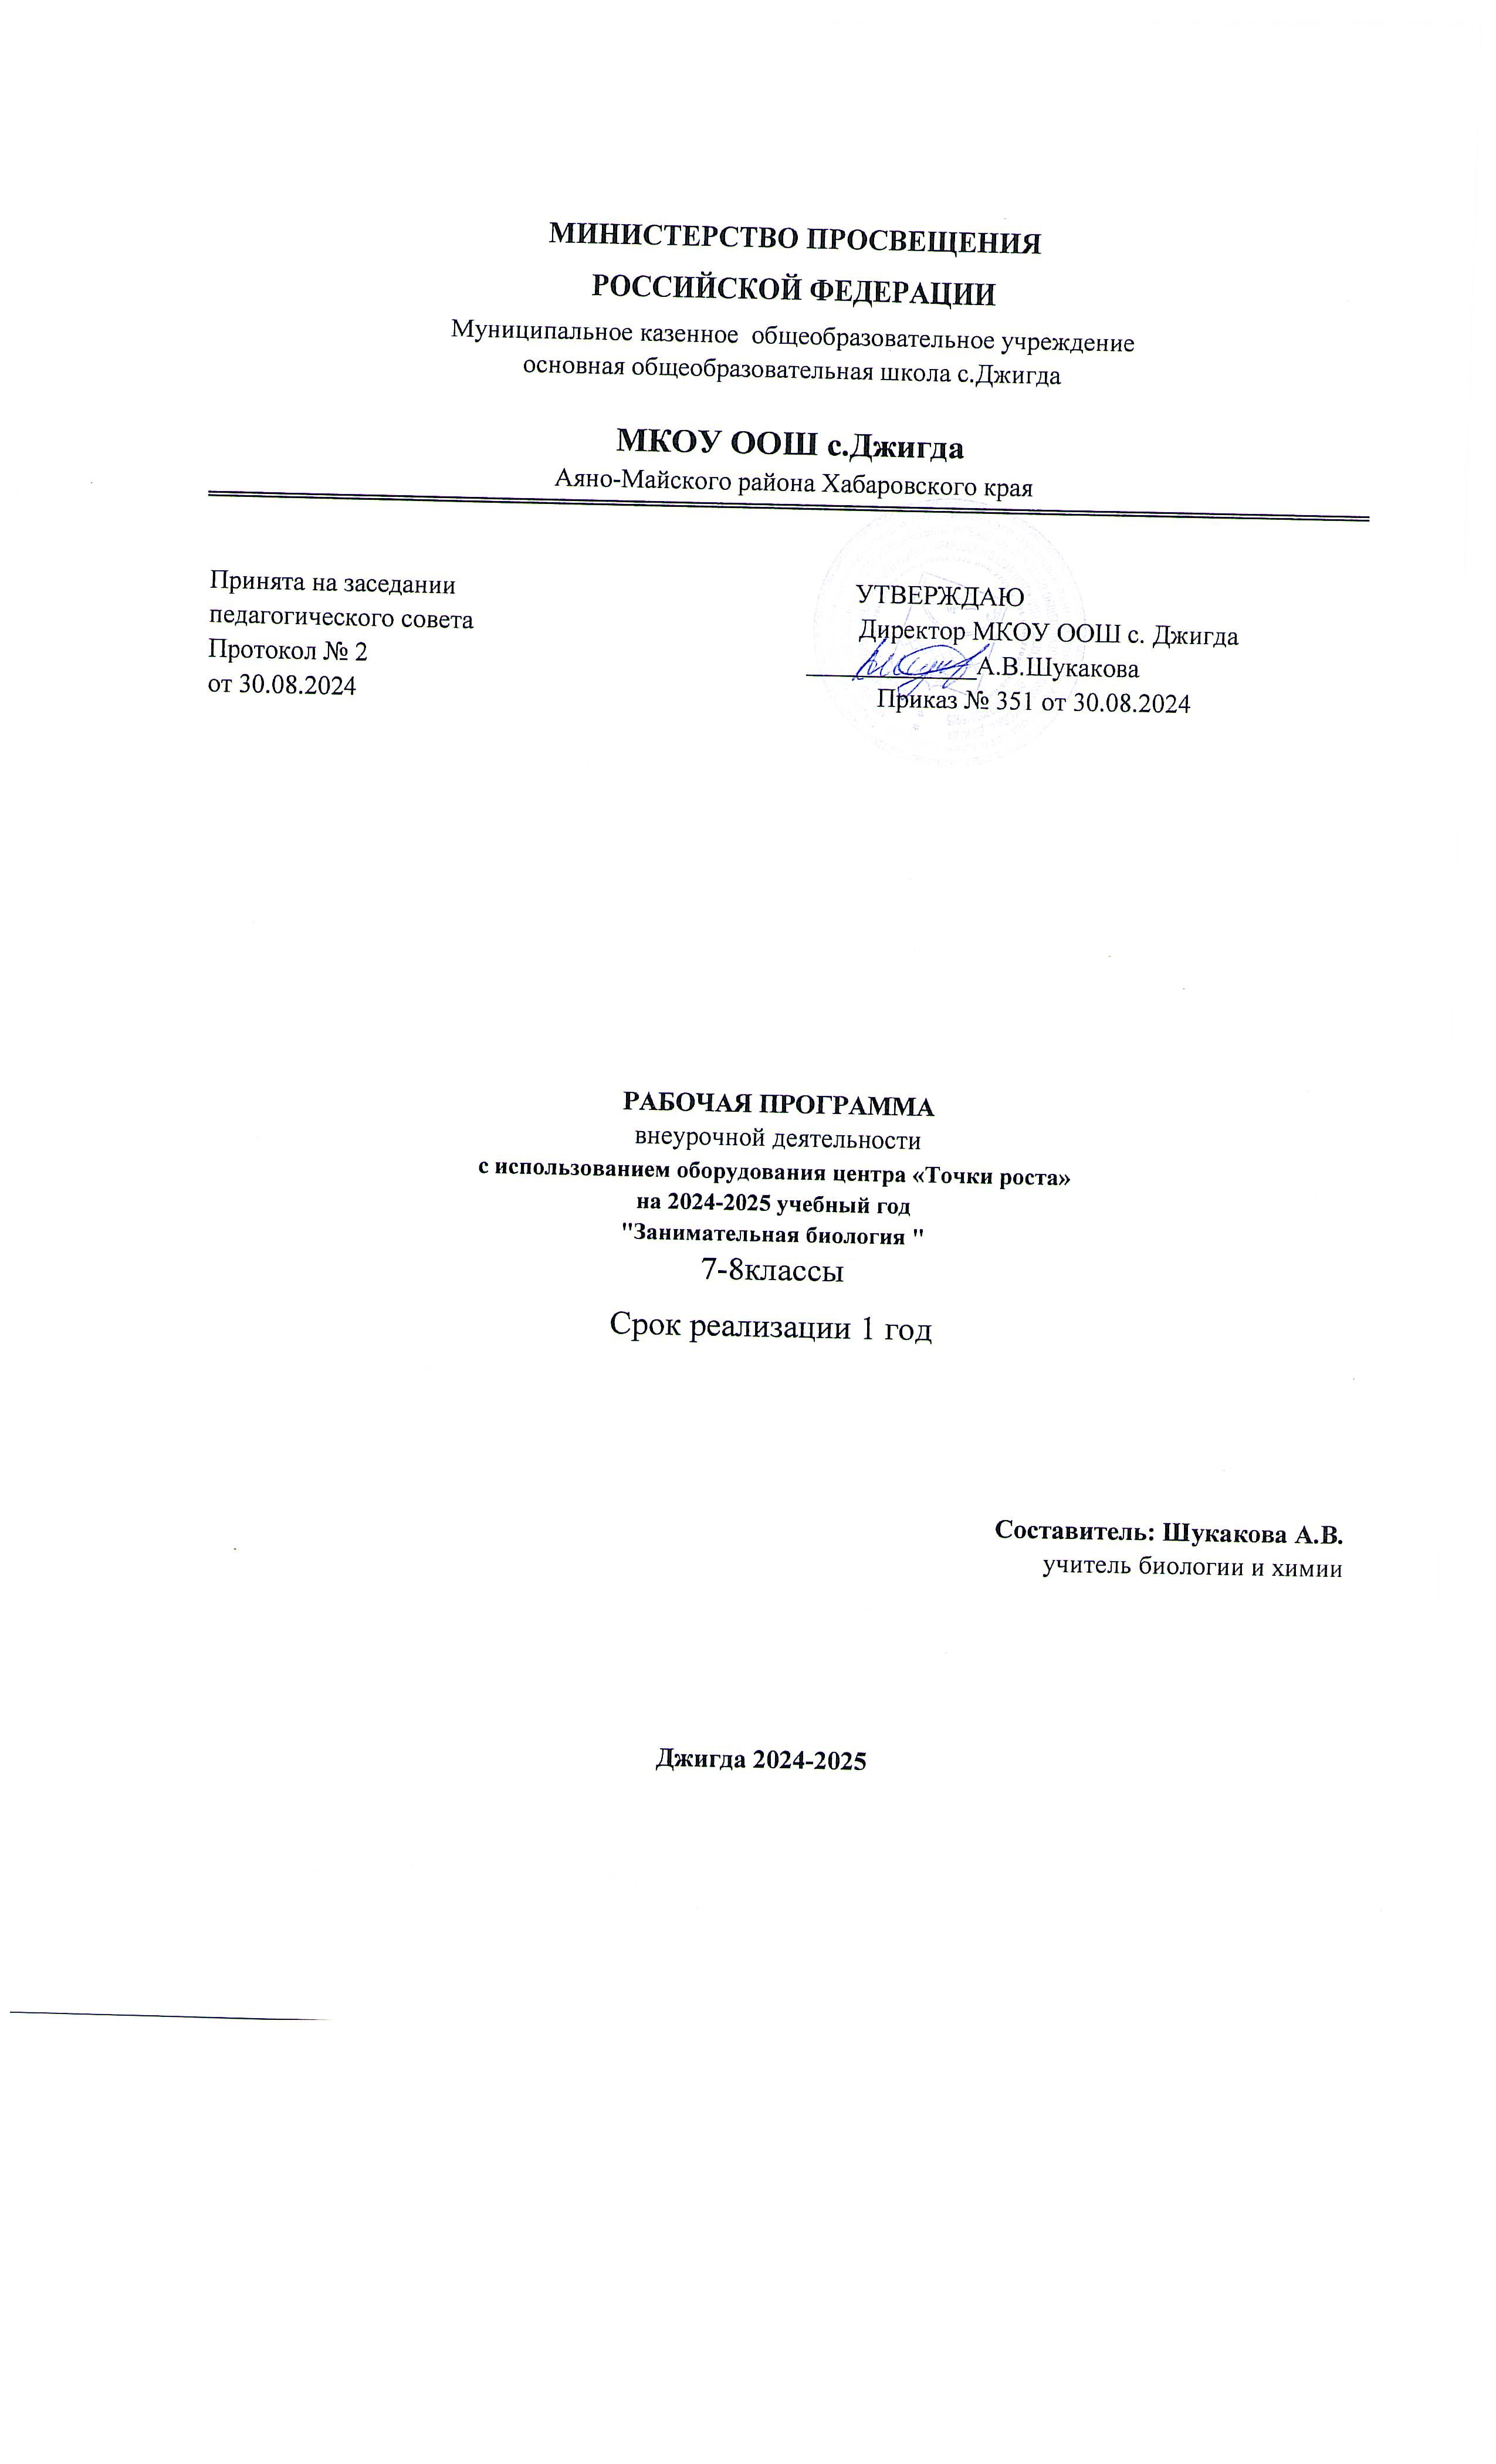 МИНИСТЕРСТВО ПРОСВЕЩЕНИЯ
РОССИЙСКОЙ ФЕДЕРАЦИИ
Муниципальное казенное  общеобразовательное учреждение
основная общеобразовательная школа с.Джигда
МКОУ ООШ с.Джигда
Аяно-Майского района Хабаровского края
Принята на заседании
педагогического совета
Протокол № 2
от 30.08.2024
УТВЕРЖДАЮ
Директор МКОУ ООШ с. Джигда
_____________А.В.Шукакова
Приказ № 351 от 30.08.2024
РАБОЧАЯ ПРОГРАММА
внеурочной деятельности
с использованием оборудования центра «Точки роста»
на 2024-2025 учебный год
"Занимательная биология "
7-8классы
Срок реализации 1 год
Составитель: Шукакова А.В.
учитель биологии и химии
Джигда 2024-2025